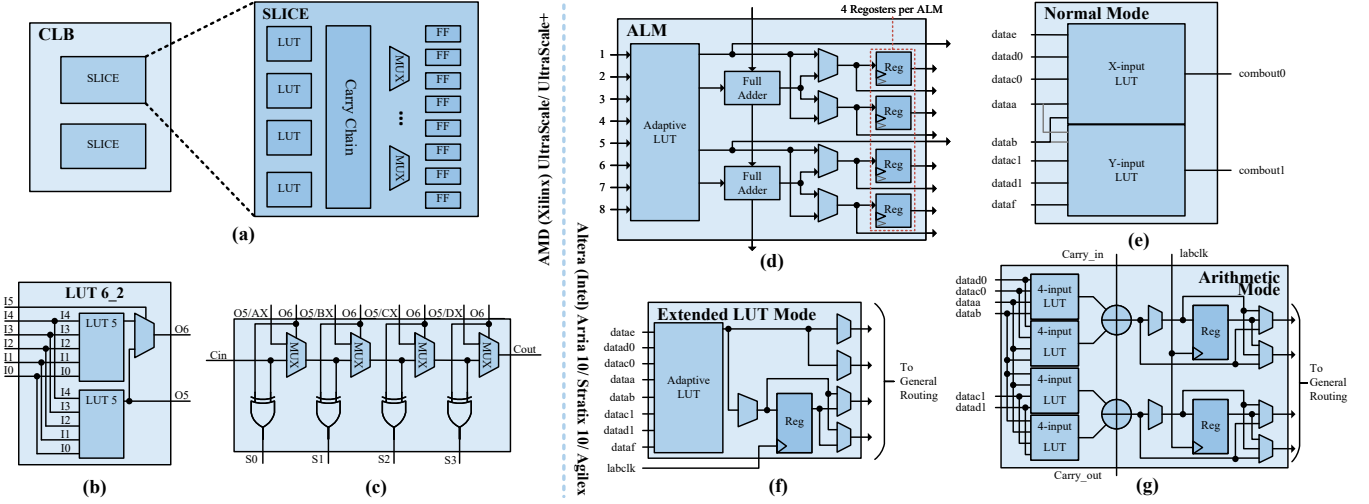 CLB
SLICE
SLICE
SLICE
LUT
LUT
LUT
LUT
Carry Chain
MUX
...
MUX
FF
FF
FF
FF
FF
FF
FF
FF
(a)
LUT 6_2
I5
I4
I3
I2
I1
I0
I4
I3
I2
I1
I0
LUT 5
I4
I3
I2
I1
I0
LUT 5
O6
O5
(b)
O5/AX
O6
O5/BX
O6
O5/CX
O6
O5/DX
O6
Cin
MUX
MUX
MUX
MUX
Cout
S0
S1
S2
S3
(c)
AMD (Xilinx) UltraScale/ UltraScale+
Altera (Intel) Arria 10/ Stratix 10/ Agilex
4 Regosters per ALM
ALM
1
2
3
4
5
6
7
8
Adaptive
LUT
Full
Adder
Full
Adder
Reg
Reg
Reg
Reg
(d)
Normal Mode
datae
datad0
datac0
dataa
datab
datac1
datad1
dataf
X-input
LUT
Y-input
LUT
combout0
combout1
(e)
Extended LUT Mode
datae
datad0
datac0
dataa
datab
datac1
datad1
dataf
labclk
Adaptive
LUT
Reg
To
General
Routing
(f)
Carry_in
labclk
Arithmetic
Mode
datad0
datac0
dataa
datab
datac1
datad1
4-input
LUT
4-input
LUT
4-input
LUT
4-input
LUT
Reg
Reg
To
General
Routing
Carry_out
(g)